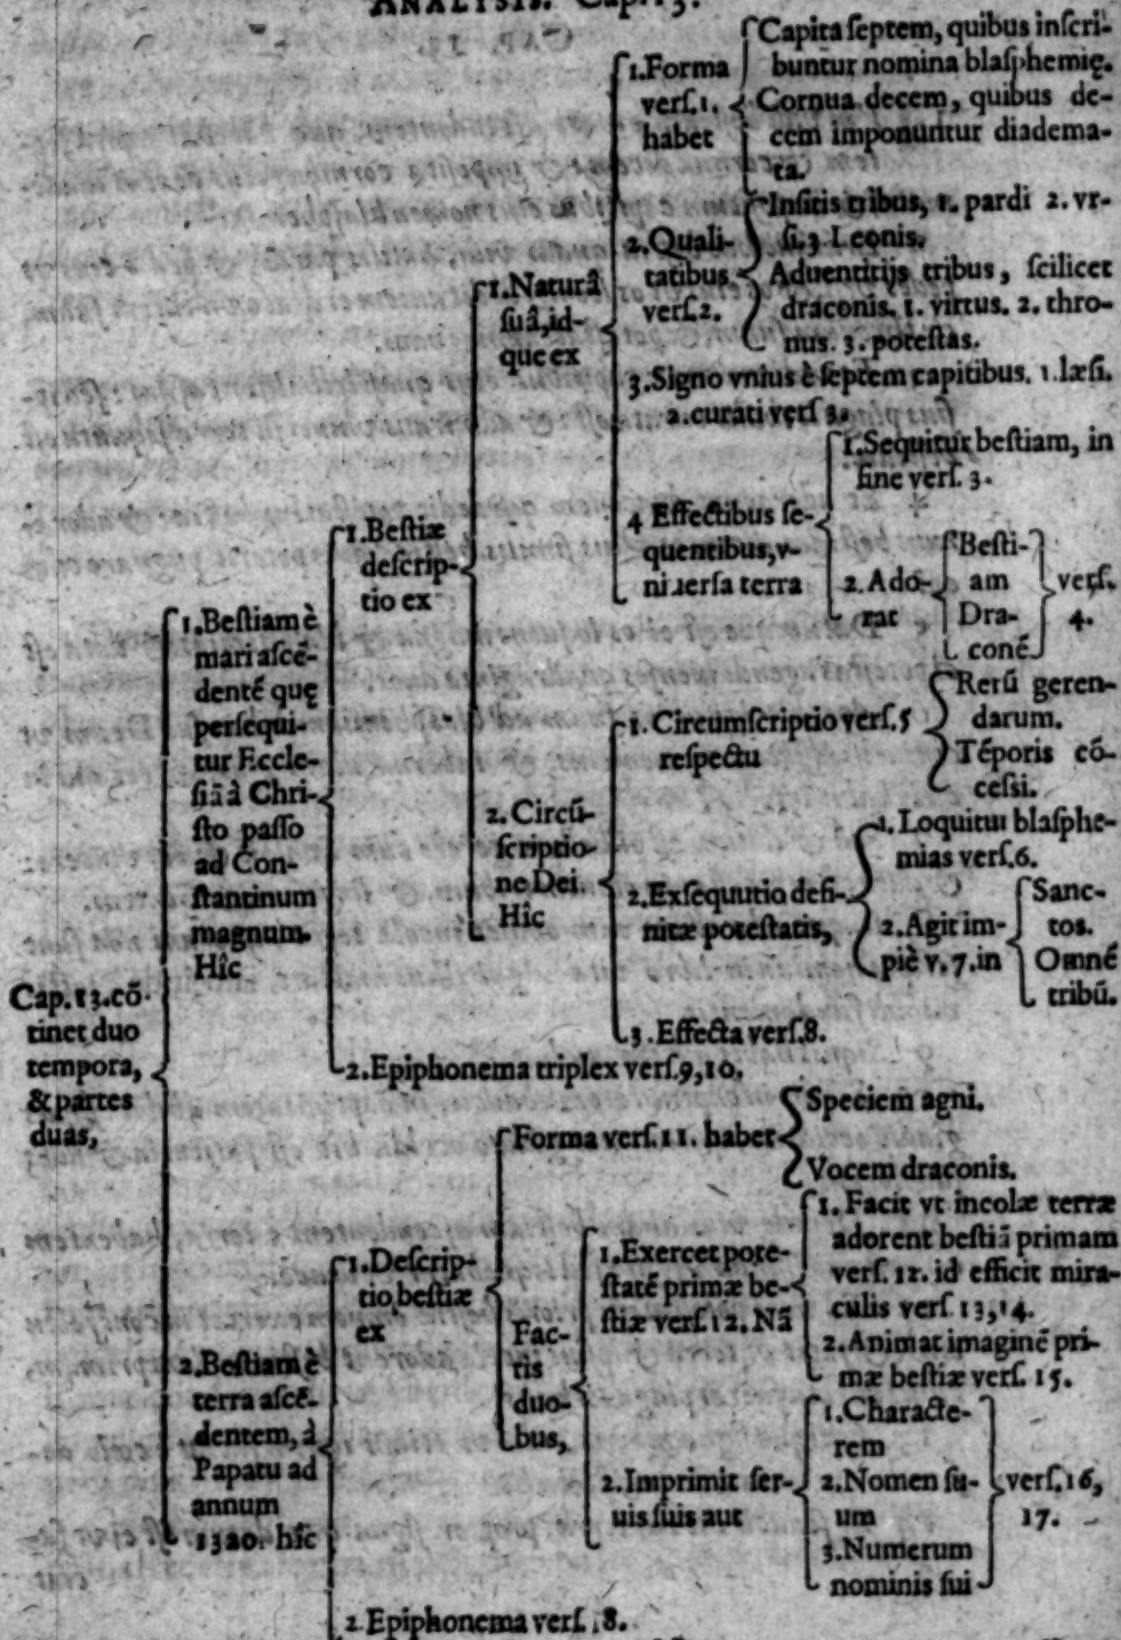 ANALYSIS. Cap. 13.
Cap. 13. cō-
tinet duo
tempora,
& partes
duas,
1. Bestiam è
mari ascē-
dentē quę
persequi-
tur Eccle-
siā à Chri-
sto passo
ad Con-
stantinum
magnum.
Hîc
1. Bestiæ
descrip-
tio ex
1. Naturâ
suâ, id-
que ex
1. Forma
vers. 1.
habet
Capita septem, quibus inscri-
buntur nomina blasphemię.
Cornua decem, quibus de-
cem imponuntur diadema-
ta.
2. Quali-
tatibus
vers. 2.
Insitis tribus, 1. pardi 2. vr-
si. 3 Leonis.
Aduentitijs tribus, scilicet
draconis. 1. virtus. 2. thro-
nus. 3. potestas.
3. Signo vnius è septem capitibus. 1. læsi.
2. curati vers 3.
4 Effectibus se-
quentibus, v-
niuersa terra
1. Sequitur bestiam, in
fine vers. 3.
2. Ado-
rat
Besti-
am
Dra-
conē
vers.
4.
2. Circū-
scriptio-
ne Dei.
Hîc
1. Circumscriptio vers. 5
respectu
Rerū geren-
darum.
Tēporis cō-
cessi.
2. Exsequutio defi-
nitæ potestatis,
1. Loquitur blasphe-
mias vers. 6.
2. Agit im-
piè v. 7. in
Sanc-
tos.
Omnē
tribū.
3. Effecta vers. 8.
2. Epiphonema triplex vers. 9, 10.
2. Bestiam è
terra ascē-
dentem, à
Papatu ad
annum
1320. hîc
1. Descrip-
tio bestiæ
ex
Forma vers. 11. habet
Speciem agni.
Vocem draconis.
Fac-
tis
duo-
bus,
1. Exercet pote-
statē primæ be-
stiæ vers. 12. Nā
1. Facit vt incolæ terræ
adorent bestiā primam
vers. 12. id efficit mira-
culis vers. 13, 14.
2. Animat imaginē pri-
mæ bestiæ vers. 15.
2. Imprimit ser-
uis suis aut
1. Characte-
rem
2. Nomen su-
um
3. Numerum
nominis sui
vers. 16,
17.
2. Epiphonema vers. 18.